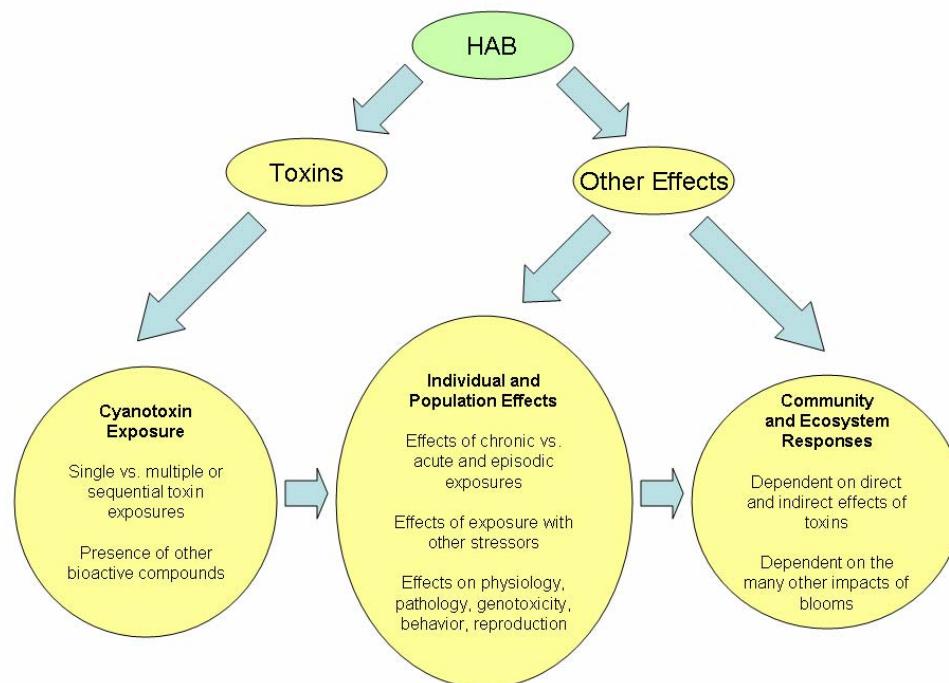 HAB
Toxins
Other Effects
Cyanotoxin
Exposure
Single vs. multiple or
sequential toxin
exposures
Presence of other
bioactive compounds
Individual and
Population Effects
Effects of chronic vs.
acute and episodic
exposures
Effects of exposure with
other stressors
Effects on physiology,
pathology, genotoxicity,
behavior, reproduction
Community
and Ecosystem
Responses
Dependent on direct
and indirect effects of
toxins
Dependent on the
many other impacts of
blooms